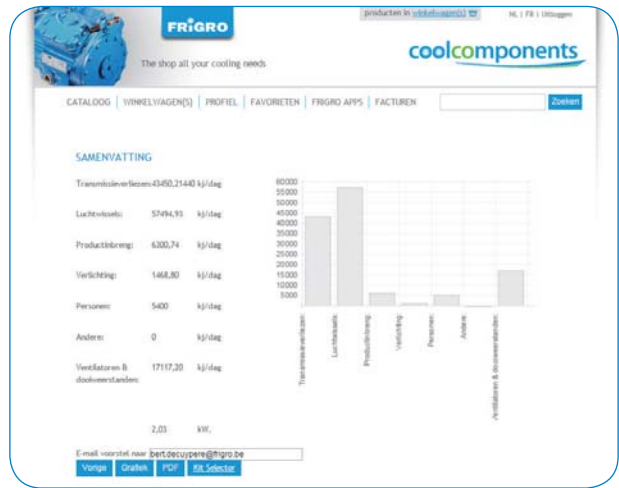 FRiGRO
producten in winkelwagen(s)
NL | FR | Uitloggen
The shop all your cooling needs
coolcomponents
CATALOOG | WINKELWAGEN(S) | PROFIEL | FAVORIETEN | FRIGRO APPS | FACTUREN
Zoeken
SAMENVATTING
Transmissieverliezen: 43450,21440 kj/dag
Luchtwissels: 57494,93 kj/dag
Productinbreng: 6300,74 kj/dag
Verlichting: 1468,80 kj/dag
Personen: 5400 kj/dag
Andere: 0 kj/dag
Ventilatoren & 17117,20 kj/dag
dooiweerstanden:
2,03 kW.
60000
55000
50000
45000
40000
35000
30000
25000
20000
15000
10000
5000
Transmissieverliezen:
Luchtwissels:
Productinbreng:
Verlichting:
Personen:
Andere:
Ventilatoren & dooiweerstanden:
E-mail voorstel naar bert.decuypere@frigro.be
Vorige Grafiek PDF Kit Selector